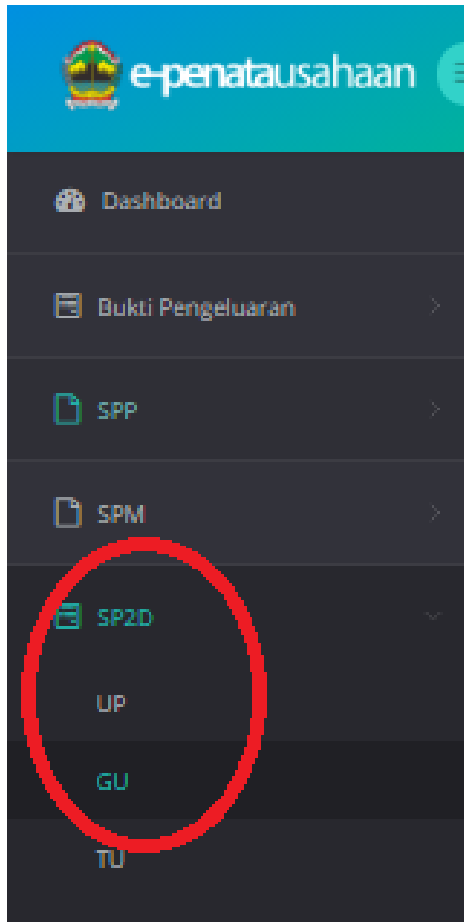 e-penatausahaan
Dashboard
Bukti Pengeluaran
SPP
SPM
SP2D
UP
GU
TU